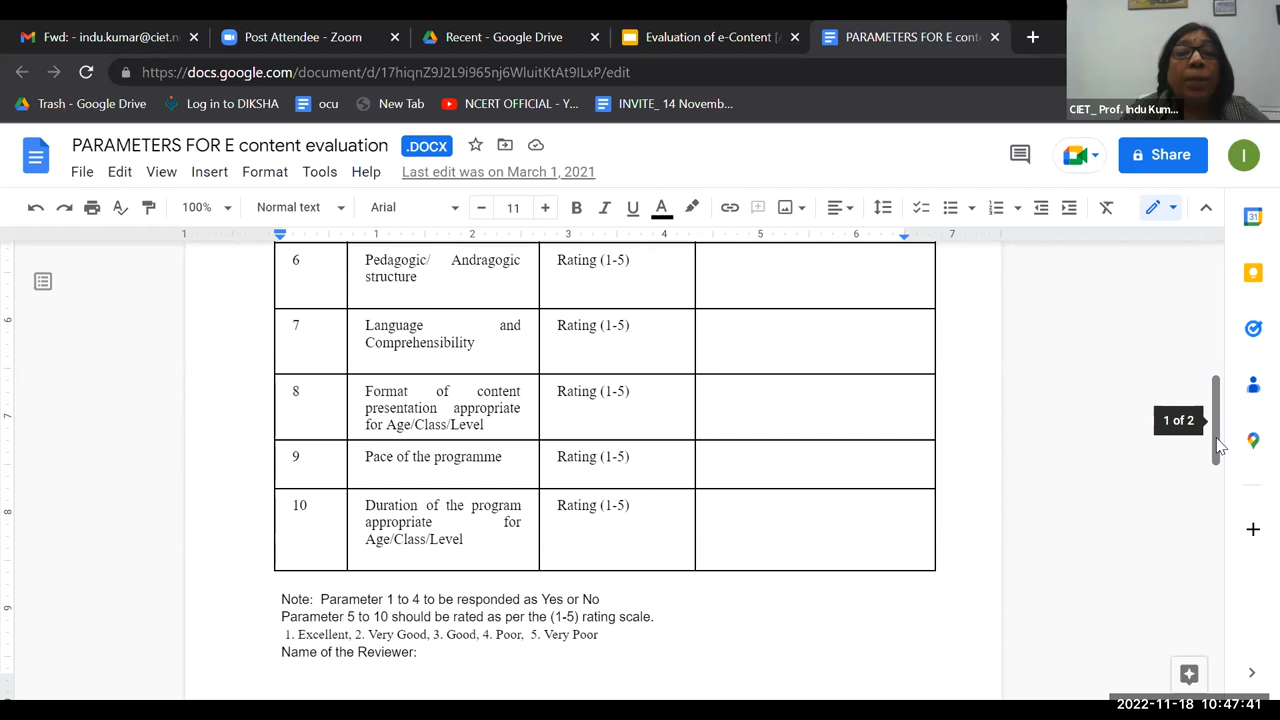 Fwd: - indu.kumar@ciet.n
Post Attendee - Zoom
Recent - Google Drive
Evaluation of e-Content [
PARAMETERS FOR E cont
https://docs.google.com/document/d/17hiqnZ9J2L9i965nj6WluitKtAt9ILxP/edit
Trash - Google Drive
Log in to DIKSHA
ocu
New Tab
NCERT OFFICIAL - Y...
INVITE_ 14 Novemb...
CIET_ Prof. Indu Kum...
PARAMETERS FOR E content evaluation
.DOCX
Share
I
File Edit View Insert Format Tools Help
Last edit was on March 1, 2021
100% Normal text Arial 11
1 1 2 3 4 5 6 7
6 Pedagogic/ Andragogic Rating (1-5)
structure
7 Language and Rating (1-5)
Comprehensibility
8 Format of content Rating (1-5)
presentation appropriate
for Age/Class/Level
9 Pace of the programme Rating (1-5)
10 Duration of the program Rating (1-5)
appropriate for
Age/Class/Level
1 of 2
Note: Parameter 1 to 4 to be responded as Yes or No
Parameter 5 to 10 should be rated as per the (1-5) rating scale.
1. Excellent, 2. Very Good, 3. Good, 4. Poor, 5. Very Poor
Name of the Reviewer:
2022-11-18 10:47:41